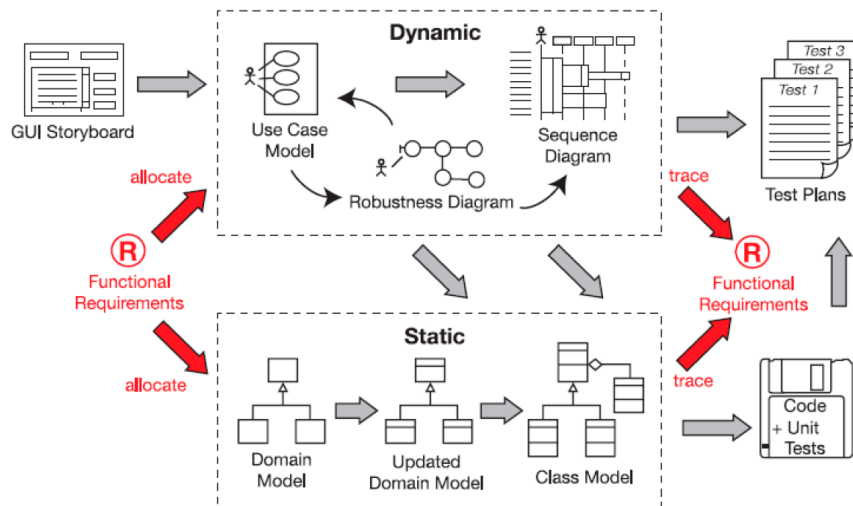 Dynamic
GUI Storyboard
Use Case
Model
Sequence
Diagram
Robustness Diagram
Test 3
Test 2
Test 1
Test Plans
allocate
trace
R
Functional
Requirements
R
Functional
Requirements
allocate
trace
Static
Domain
Model
Updated
Domain Model
Class Model
Code
+ Unit
Tests